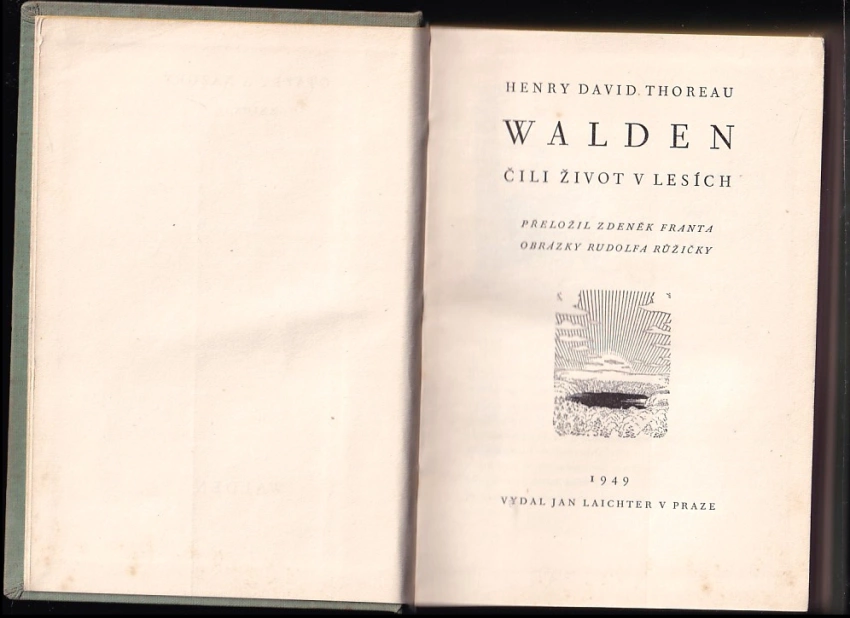 HENRY DAVID THOREAU
WALDEN
ČILI ŽIVOT V LESÍCH
PŘELOŽIL ZDENĚK FRANTA
OBRÁZKY RUDOLFA RŮŽIČKY
1949
VYDAL JAN LAICHTER V PRAZE